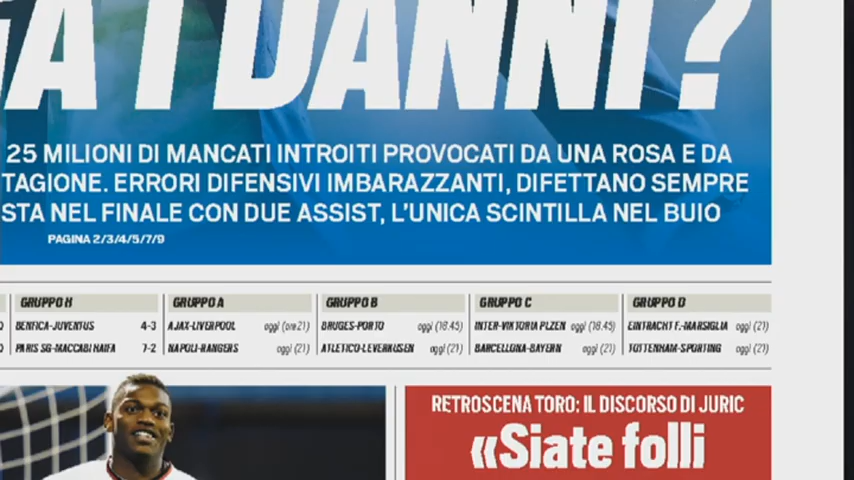 GA I DANNI?
25 MILIONI DI MANCATI INTROITI PROVOCATI DA UNA ROSA E DA
TAGIONE. ERRORI DIFENSIVI IMBARAZZANTI, DIFETTANO SEMPRE
STA NEL FINALE CON DUE ASSIST, L'UNICA SCINTILLA NEL BUIO
PAGINA 2/3/4/5/7/9
GRUPPO H
BENFICA-JUVENTUS 4-3
PARIS SG-MACCABI HAIFA 7-2
GRUPPO A
AJAX-LIVERPOOL oggi (ore 21)
NAPOLI-RANGERS oggi (21)
GRUPPO B
BRUGES-PORTO oggi (18.45)
ATLETICO-LEVERKUSEN oggi (21)
GRUPPO C
INTER-VIKTORIA PLZEN oggi (18.45)
BARCELLONA-BAYERN oggi (21)
GRUPPO D
EINTRACHT F.-MARSIGLIA oggi (21)
TOTTENHAM-SPORTING oggi (21)
RETROSCENA TORO: IL DISCORSO DI JURIC
«Siate folli